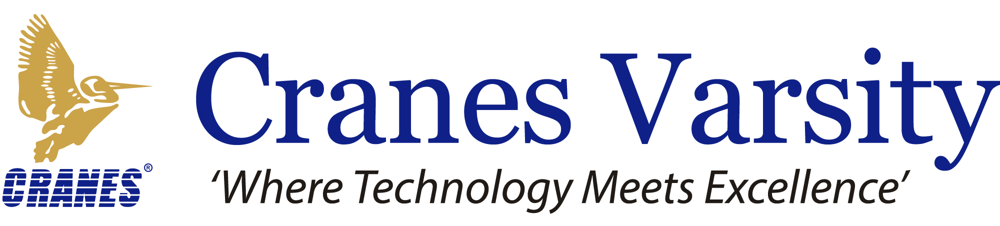 Cranes Varsity
CRANES®
'Where Technology Meets Excellence'